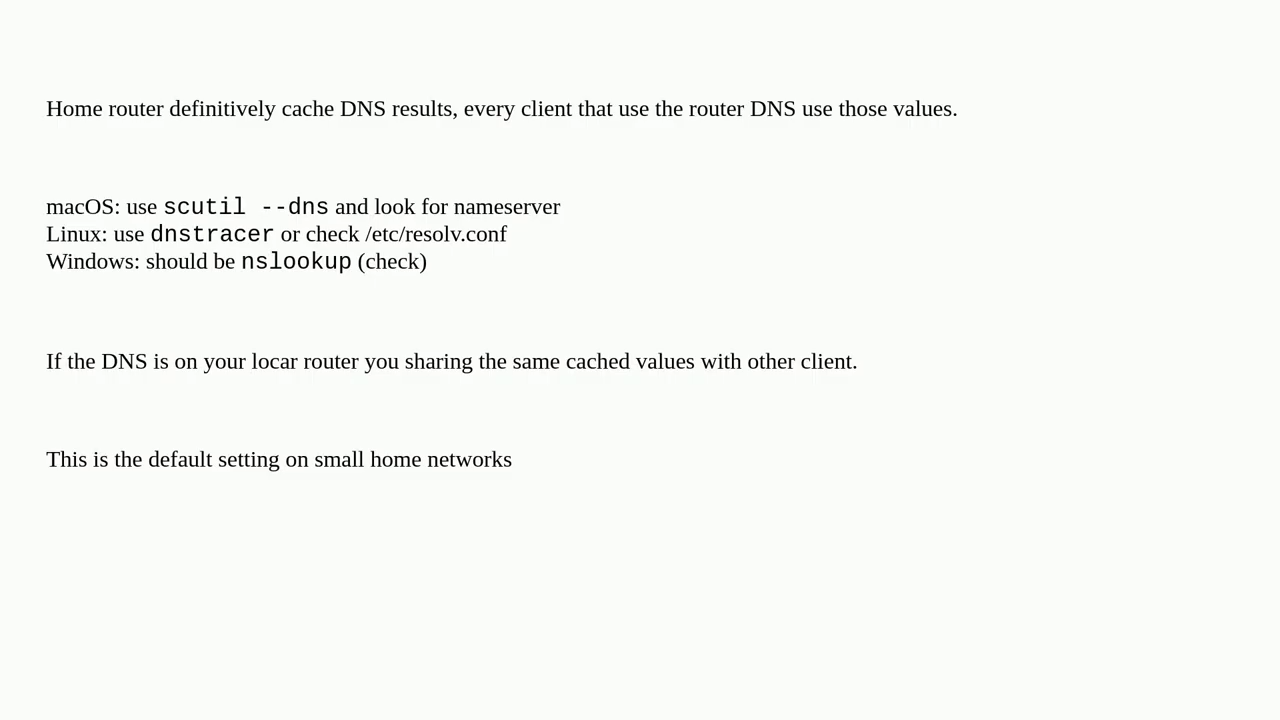 Home router definitively cache DNS results, every client that use the router DNS use those values.
macOS: use scutil --dns and look for nameserver
Linux: use dnstracer or check /etc/resolv.conf
Windows: should be nslookup (check)
If the DNS is on your locar router you sharing the same cached values with other client.
This is the default setting on small home networks